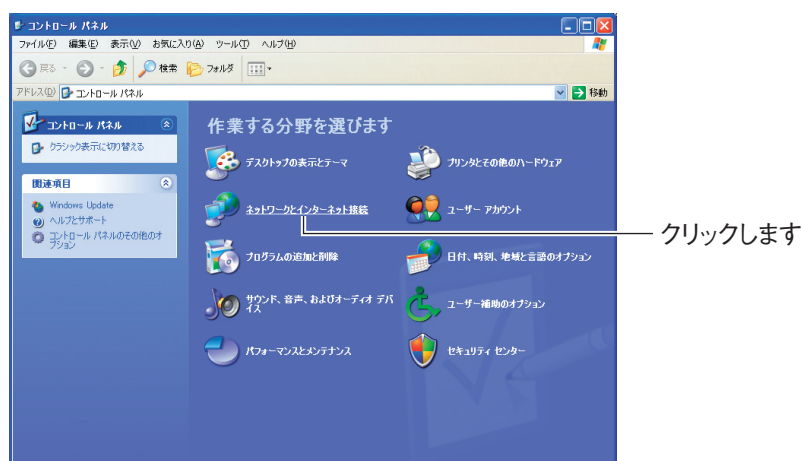 コントロール パネル
ファイル(F) 編集(E) 表示(V) お気に入り(A) ツール(T) ヘルプ(H)
戻る 検索 フォルダ
アドレス(D) コントロール パネル 移動
コントロール パネル
クラシック表示に切り替える
関連項目
Windows Update
ヘルプとサポート
コントロール パネルのその他のオ
プション
作業する分野を選びます
デスクトップの表示とテーマ
プリンタとその他のハードウェア
ネットワークとインターネット接続
ユーザー アカウント
クリックします
プログラムの追加と削除
日付、時刻、地域と言語のオプション
サウンド、音声、およびオーディオ デバ
イス
ユーザー補助のオプション
パフォーマンスとメンテナンス
セキュリティ センター